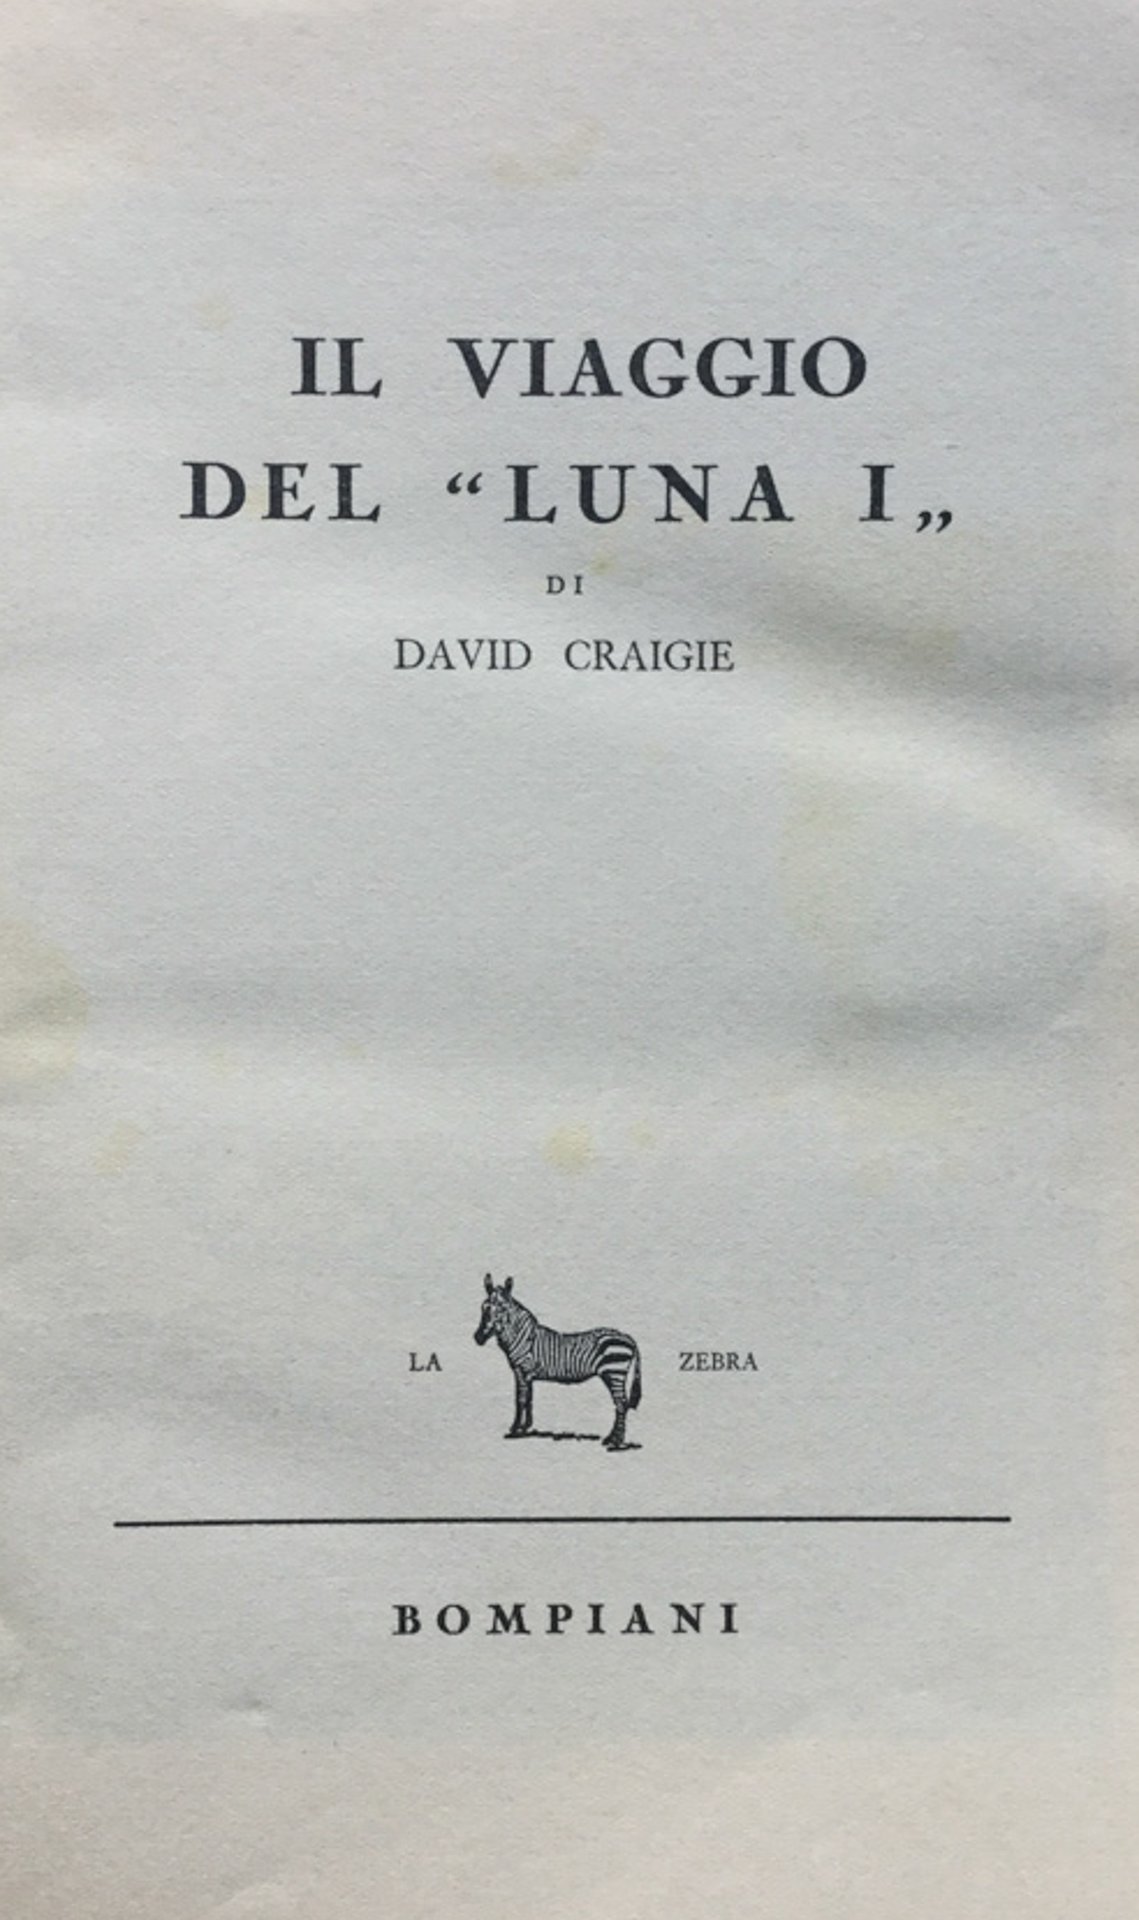 IL VIAGGIO
DEL “LUNA I„
DI
DAVID CRAIGIE
LA ZEBRA
BOMPIANI